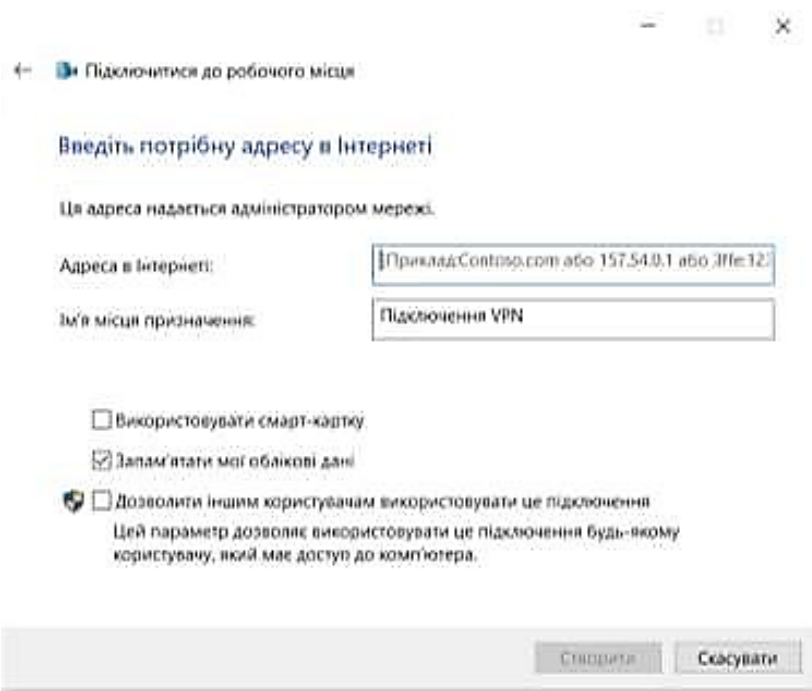 Підключитися до робочого місця
Введіть потрібну адресу в Інтернеті
Ця адреса надається адміністратором мережі.
Адреса в Інтернеті:
Приклад:Contoso.com або 157.54.0.1 або 3ffe:12
Ім'я місця призначення:
Підключення VPN
Використовувати смарт-картку
Запам'ятати мої облікові дані
Дозволити іншим користувачам використовувати це підключення
Цей параметр дозволяє використовувати це підключення будь-якому
користувачу, який має доступ до комп'ютера.
Створити
Скасувати